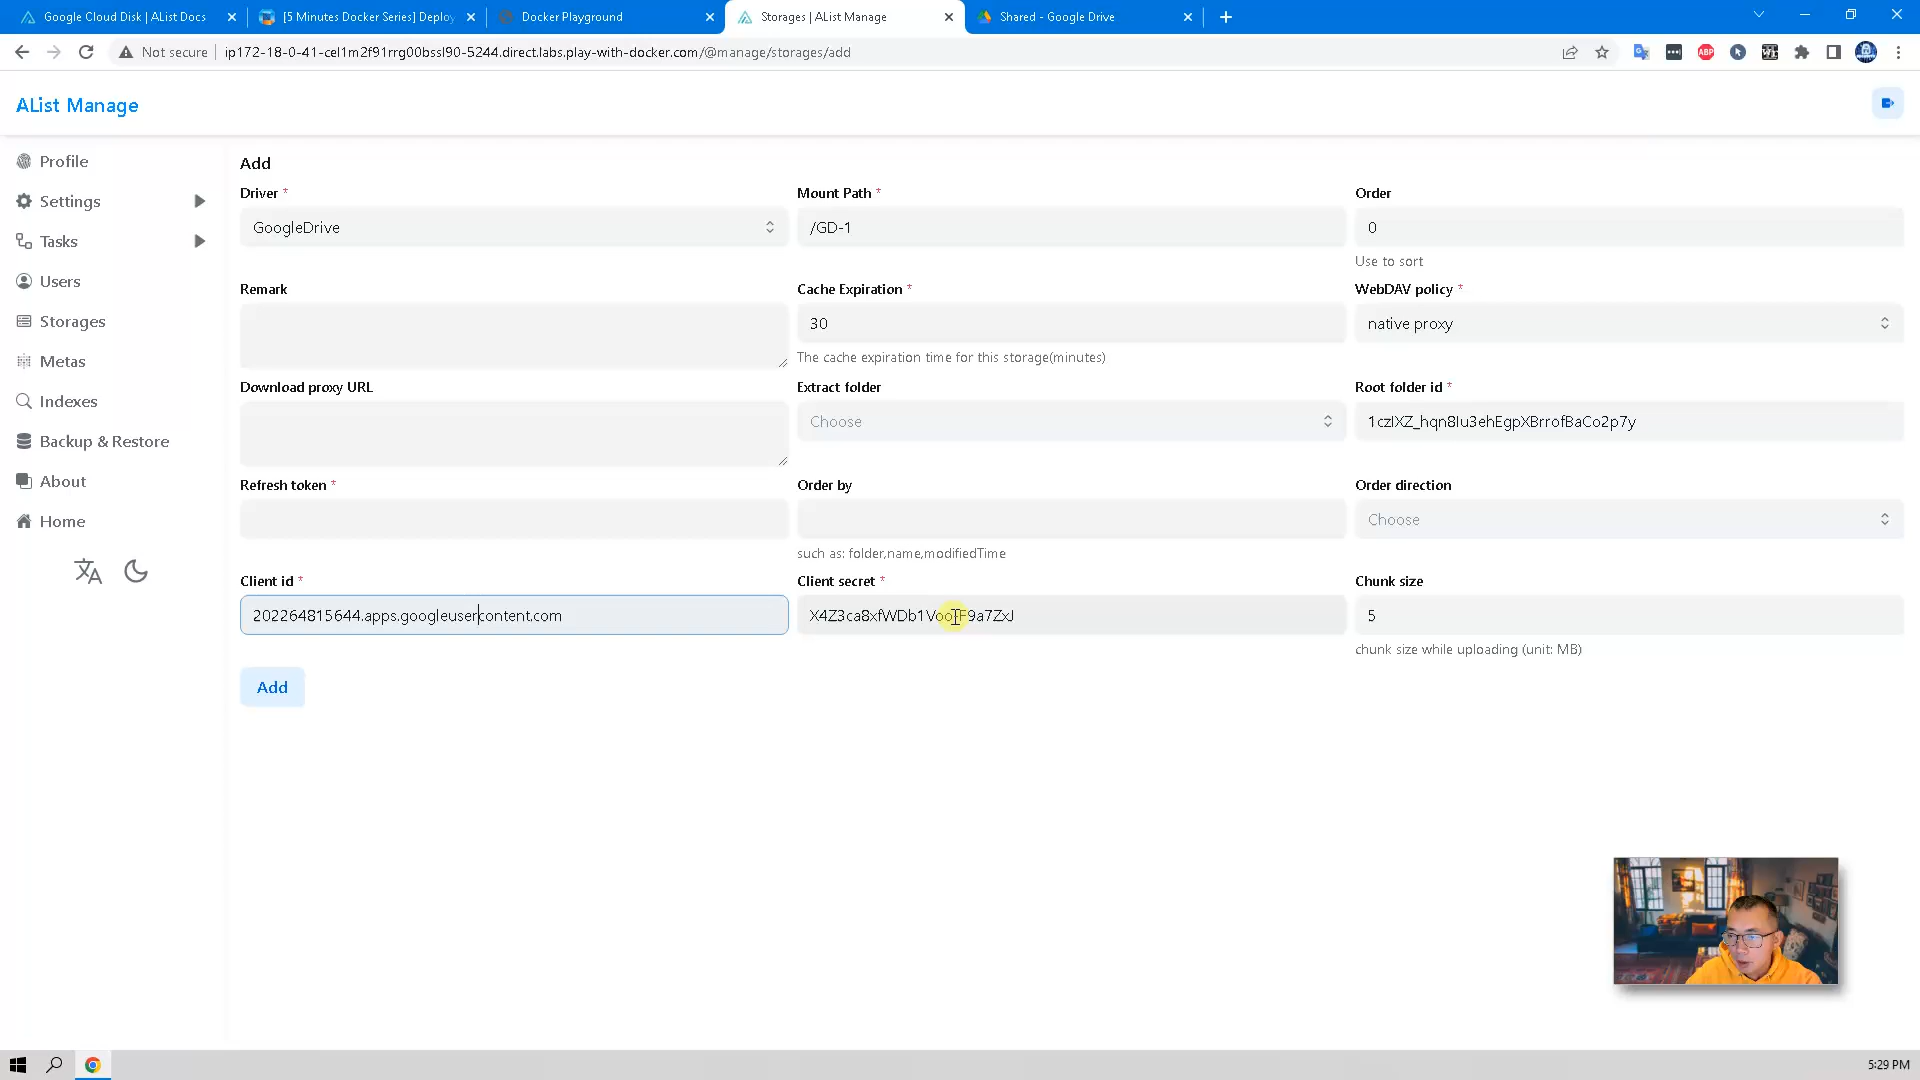 Google Cloud Disk | AList Docs
[5 Minutes Docker Series] Deploy
Docker Playground
Storages | AList Manage
Shared - Google Drive
Not secure
ip172-18-0-41-cel1m2f91rrg00bssl90-5244.direct.labs.play-with-docker.com/@manage/storages/add
ABP
AList Manage
Profile
Settings
Tasks
Users
Storages
Metas
Indexes
Backup & Restore
About
Home
Add
Driver *
Mount Path *
Order
GoogleDrive
/GD-1
0
Use to sort
Remark
Cache Expiration *
WebDAV policy *
30
native proxy
The cache expiration time for this storage(minutes)
Download proxy URL
Extract folder
Root folder id *
Choose
1czIXZ_hqn8Iu3ehEgpXBrrofBaCo2p7y
Refresh token *
Order by
Order direction
Choose
such as: folder,name,modifiedTime
Client id *
Client secret *
Chunk size
202264815644.apps.googleusercontent.com
5
chunk size while uploading (unit: MB)
Add
5:29 PM